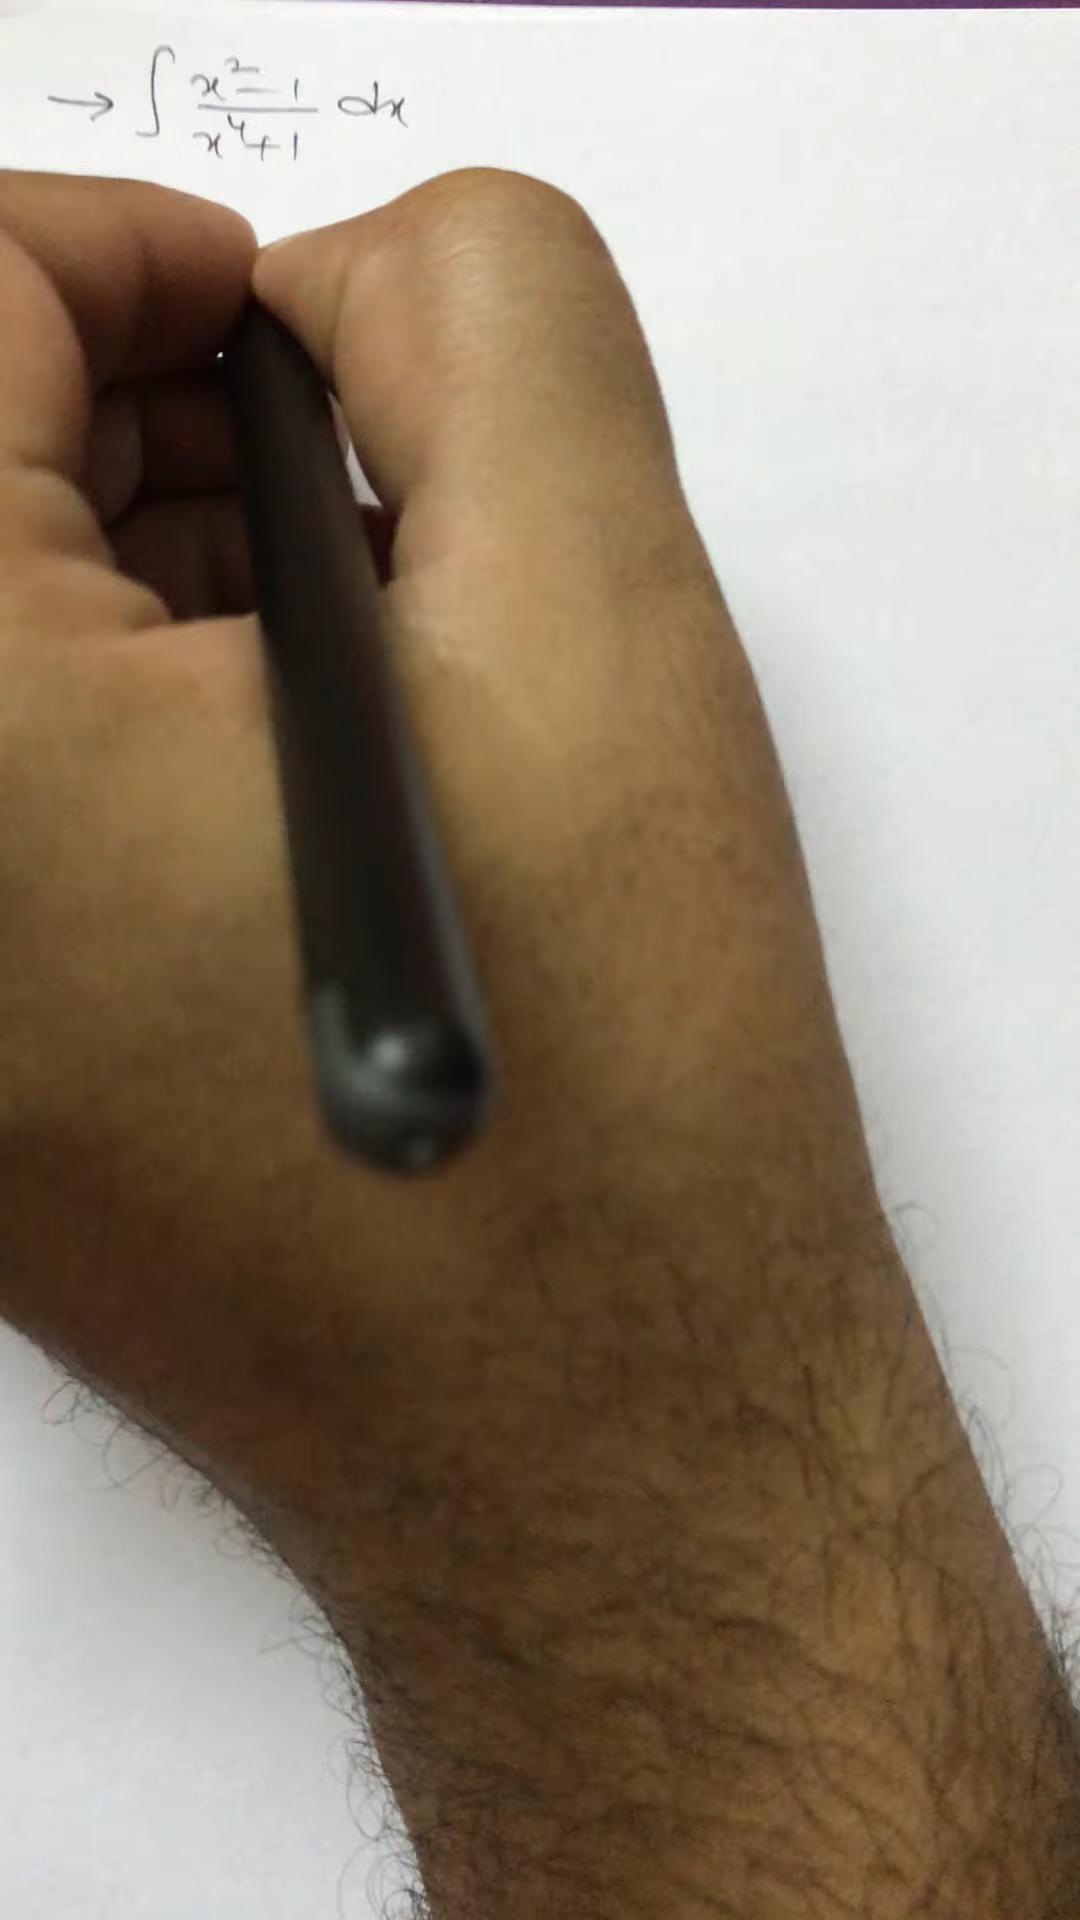 → ∫ x²-1/x⁴+1 dx